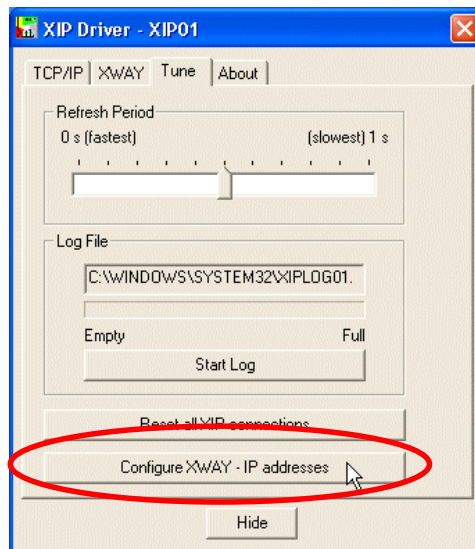 XIP Driver - XIP01
TCP/IP XWAY Tune About
Refresh Period
0 s (fastest) (slowest) 1 s
Log File
C:\WINDOWS\SYSTEM32\XIPLOG01.
Empty Full
Start Log
Reset all XIP connections
Configure XWAY - IP addresses
Hide